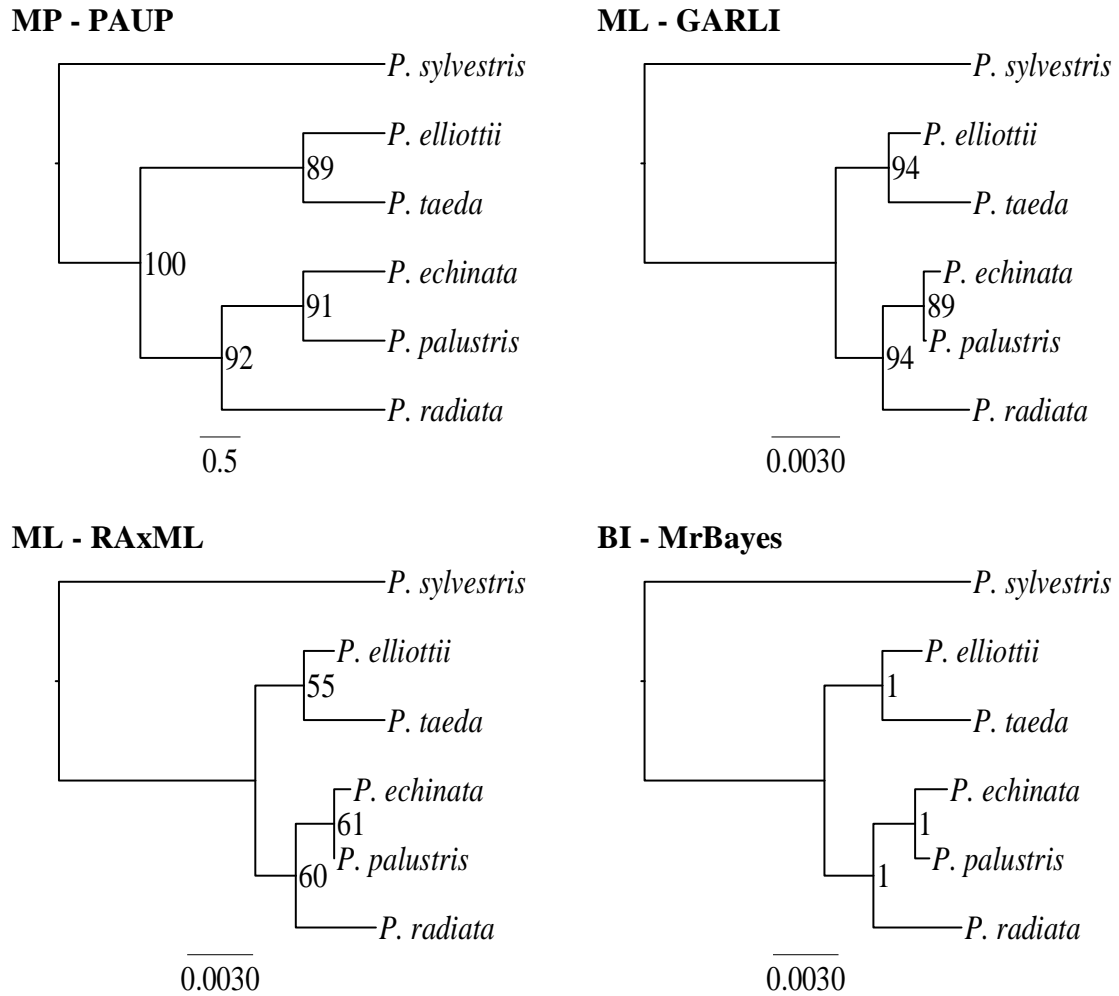 MP - PAUP
P. sylvestris
P. elliottii
89
P. taeda
100
P. echinata
91
P. palustris
92
P. radiata
0.5
ML - GARLI
P. sylvestris
P. elliottii
94
P. taeda
P. echinata
89
P. palustris
94
P. radiata
0.0030
ML - RAxML
P. sylvestris
P. elliottii
55
P. taeda
P. echinata
61
P. palustris
60
P. radiata
0.0030
BI - MrBayes
P. sylvestris
P. elliottii
1
P. taeda
P. echinata
1
P. palustris
1
P. radiata
0.0030